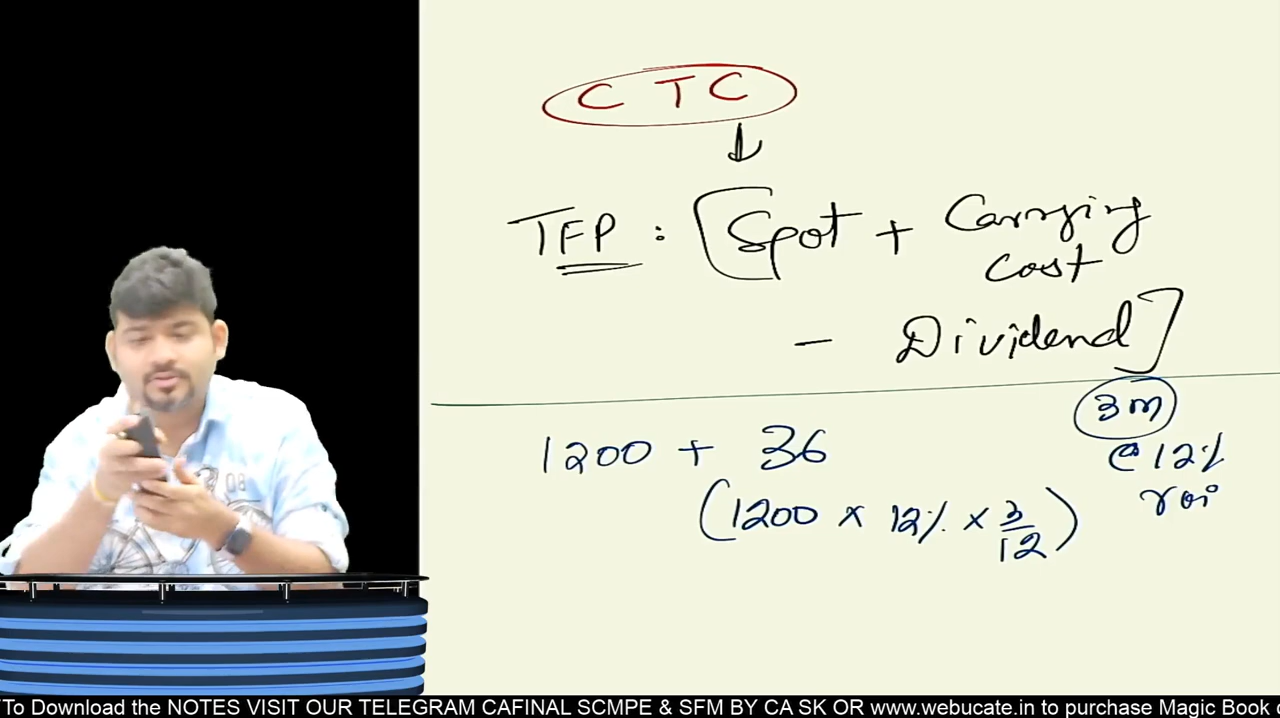 C T C
TFP : [Spot + Carrying
cost
- Dividend]
3m
@ 12%
roi
1200 + 36
(1200 × 12% × 3/12)
08
To Download the NOTES VISIT OUR TELEGRAM CAFINAL SCMPE & SFM BY CA SK OR www.webucate.in to purchase Magic Book o